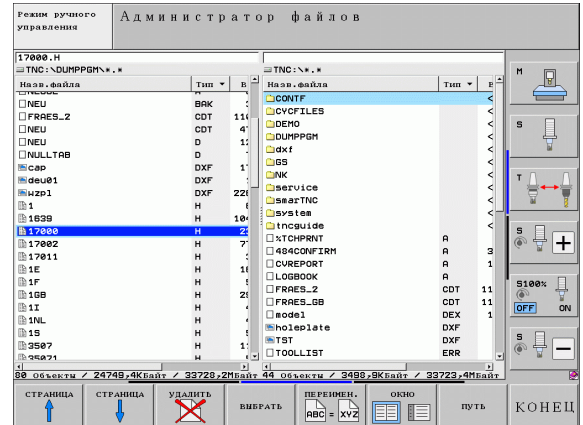 Режим ручного
управления
Администратор файлов
17000.H
TNC:\DUMPPGM\*.*
TNC:\*.*
Назв.файла Тип В
Назв.файла Тип В
NEU BAK
FRAES_2 CDT
NEU CDT
NEU D
NULLTAB D
cap DXF
deu01 DXF
wzpl DXF
1 H
1639 H
17000 H
17002 H
17011 H
1E H
1F H
1GB H
1I H
1NL H
1S H
3507 H
35071 H
CONTF
CYCFILES
DEMO
DUMPPGM
dxf
GS
NK
service
smarTNC
system
tncguide
%TCHPRNT A
484CONFIRM A
CVREPORT A
LOGBOOK A
FRAES_2 CDT
FRAES_GB CDT
model DEX
holeplate DXF
TST DXF
TOOLLIST ERR
80 Объекты / 24749,4КБайт / 33728,2МБайт
44 Объекты / 3498,9КБайт / 33723,4МБайт
M
S
T
S
S100%
OFF ON
S
СТРАНИЦА
СТРАНИЦА
УДАЛИТЬ
ВЫБРАТЬ
ПЕРЕИМЕН.
ABC = XYZ
ОКНО
ПУТЬ
КОНЕЦ